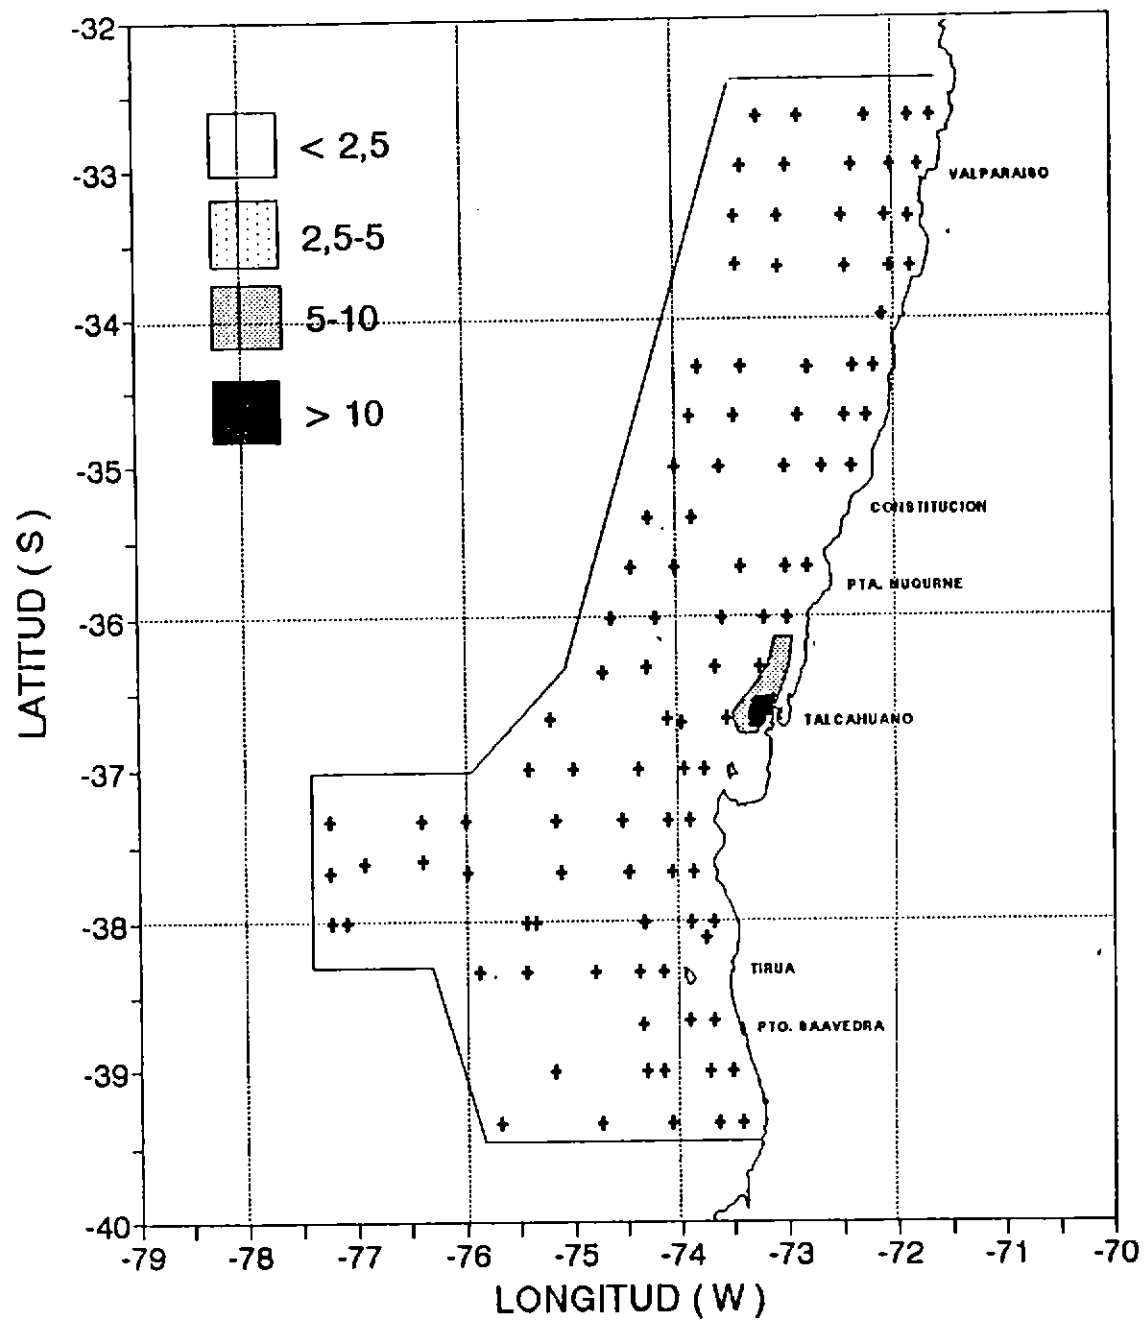 -32
-33
-34
-35
-36
-37
-38
-39
-40
LATITUD ( S )
< 2,5
2,5-5
5-10
> 10
VALPARAISO
CONSTITUCION
PTA. NUGURNE
TALCAHUANO
TIRUA
PTO. SAAVEDRA
-79 -78 -77 -76 -75 -74 -73 -72 -71 -70
LONGITUD ( W )